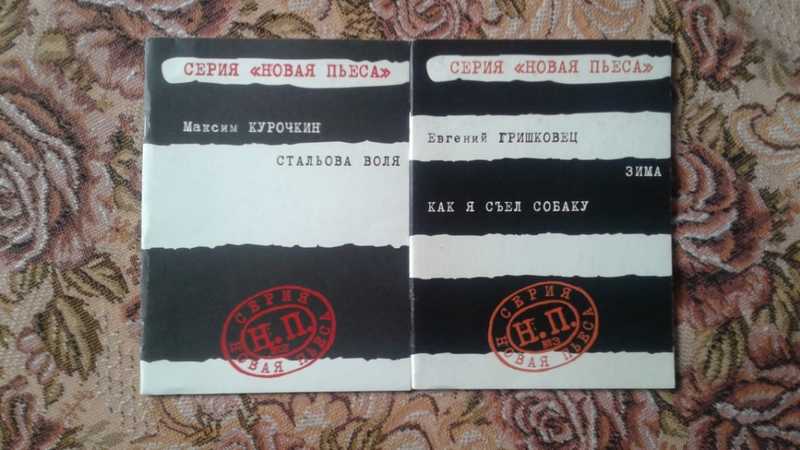 СЕРИЯ «НОВАЯ ПЬЕСА»
Максим КУРОЧКИН
СТАЛЬОВА ВОЛЯ
СЕРИЯ
Н.П.
НОВАЯ ПЬЕСА
СЕРИЯ «НОВАЯ ПЬЕСА»
Евгений ГРИШКОВЕЦ
ЗИМА
КАК Я СЪЕЛ СОБАКУ
СЕРИЯ
Н.П.
№3
НОВАЯ ПЬЕСА